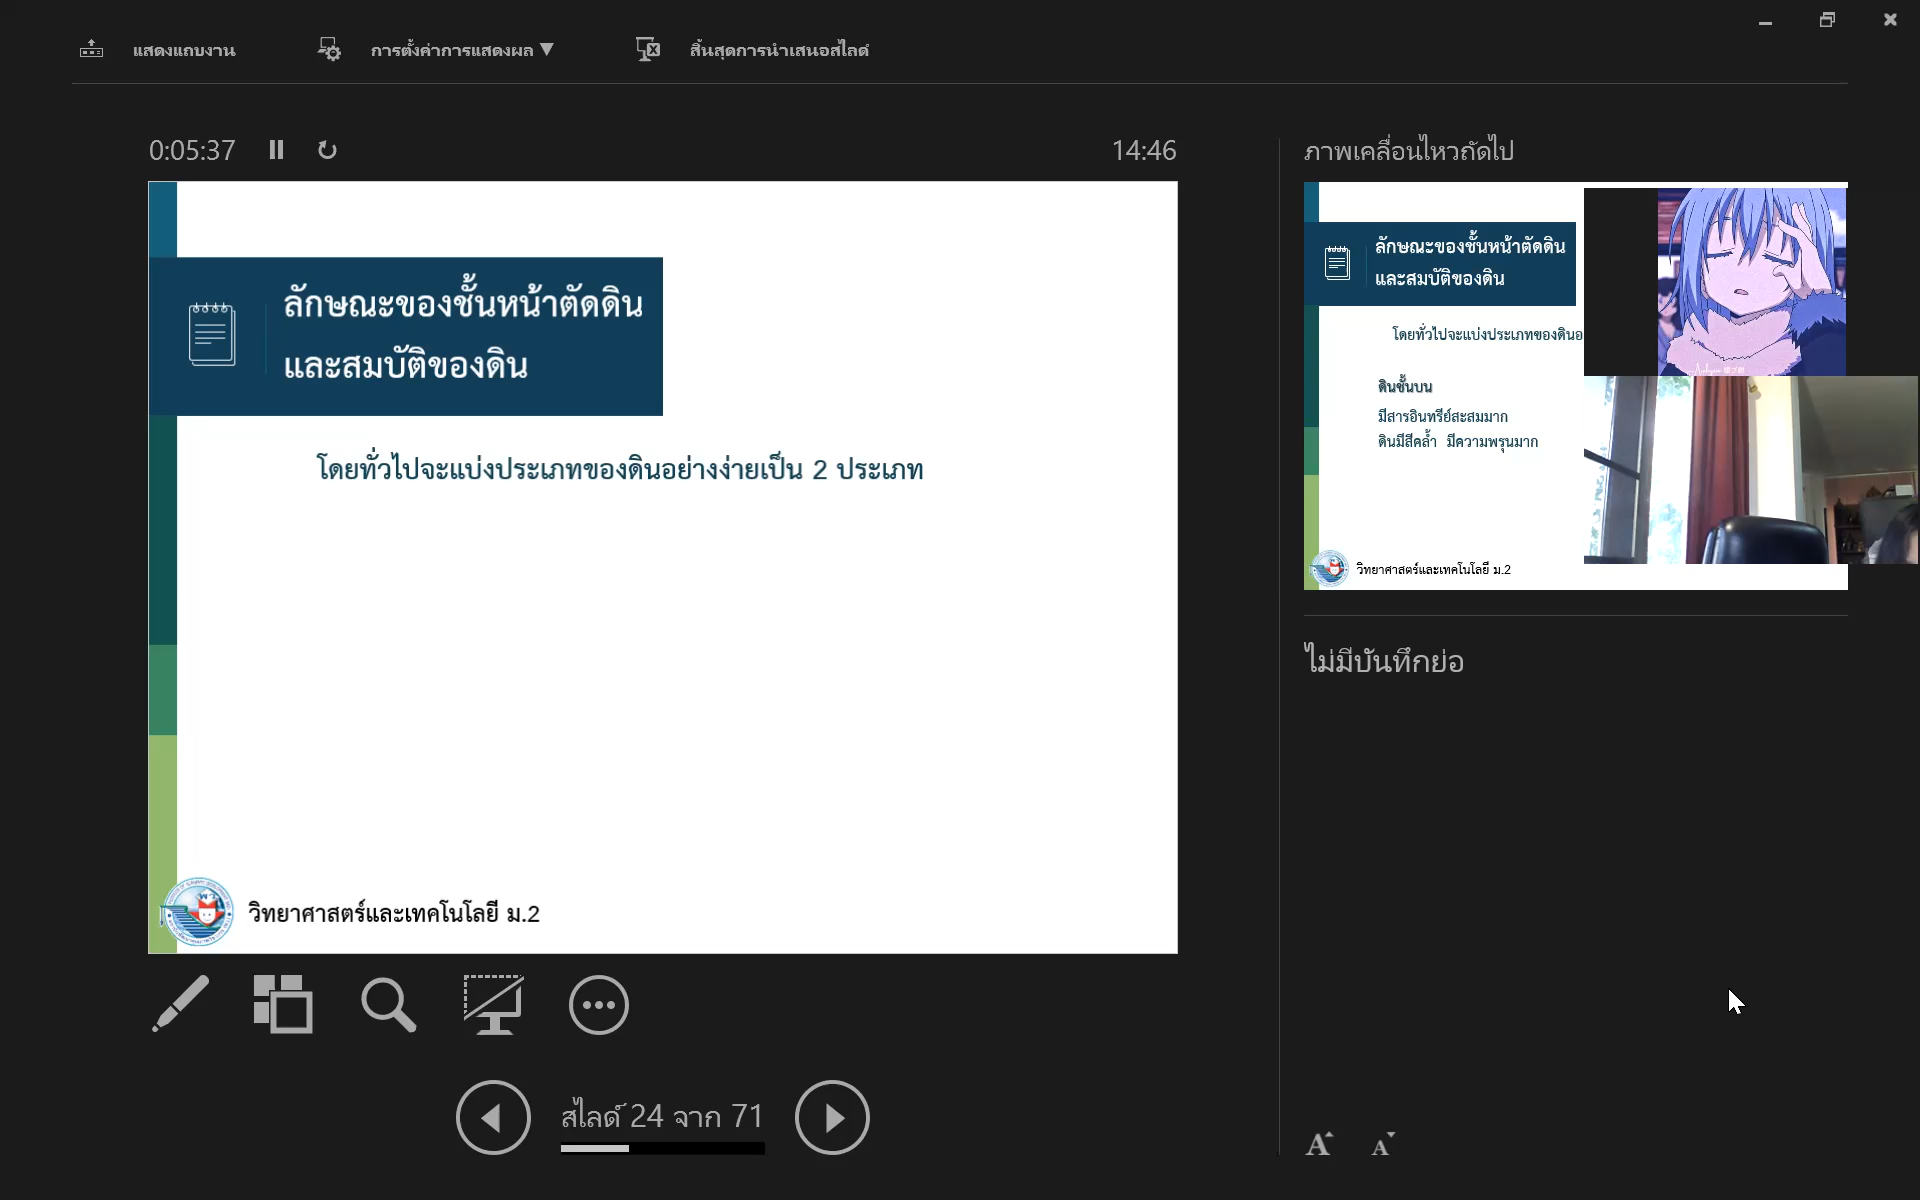 แสดงแถบงาน
การตั้งค่าการแสดงผล ▼
สิ้นสุดการนำเสนอสไลด์
0:05:37
14:46
ลักษณะของชั้นหน้าตัดดิน
และสมบัติของดิน
โดยทั่วไปจะแบ่งประเภทของดินอย่างง่ายเป็น 2 ประเภท
วิทยาศาสตร์และเทคโนโลยี ม.2
สไลด์ 24 จาก 71
ภาพเคลื่อนไหวถัดไป
ลักษณะของชั้นหน้าตัดดิน
และสมบัติของดิน
โดยทั่วไปจะแบ่งประเภทของดินอ
ดินชั้นบน
มีสารอินทรีย์สะสมมาก
ดินมีสีคล้ำ มีความพรุนมาก
วิทยาศาสตร์และเทคโนโลยี ม.2
ไม่มีบันทึกย่อ
A A